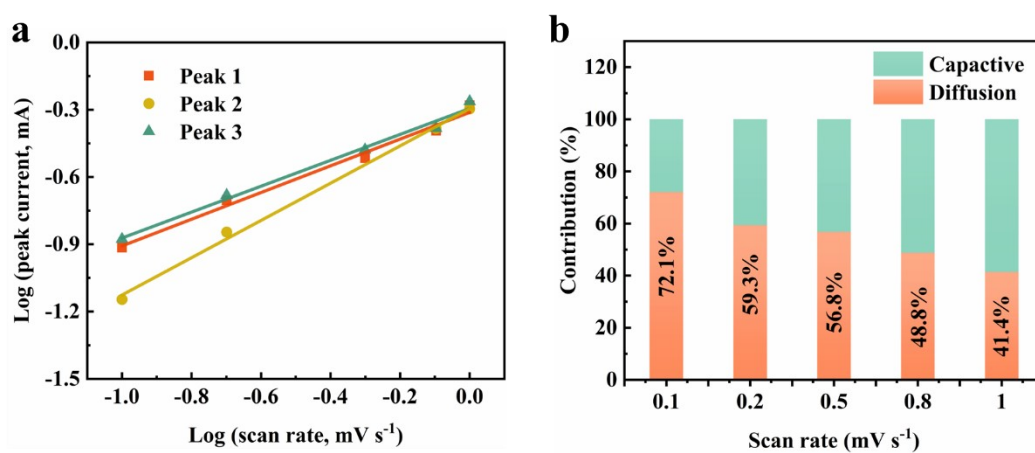 a
Log (peak current, mA)
0.0
-0.3
-0.6
-0.9
-1.2
-1.5
Peak 1
Peak 2
Peak 3
-1.0 -0.8 -0.6 -0.4 -0.2 0.0
Log (scan rate, mV s⁻¹)
b
Contribution (%)
120
100
80
60
40
20
0
Capactive
Diffusion
72.1%
59.3%
56.8%
48.8%
41.4%
0.1 0.2 0.5 0.8 1
Scan rate (mV s⁻¹)